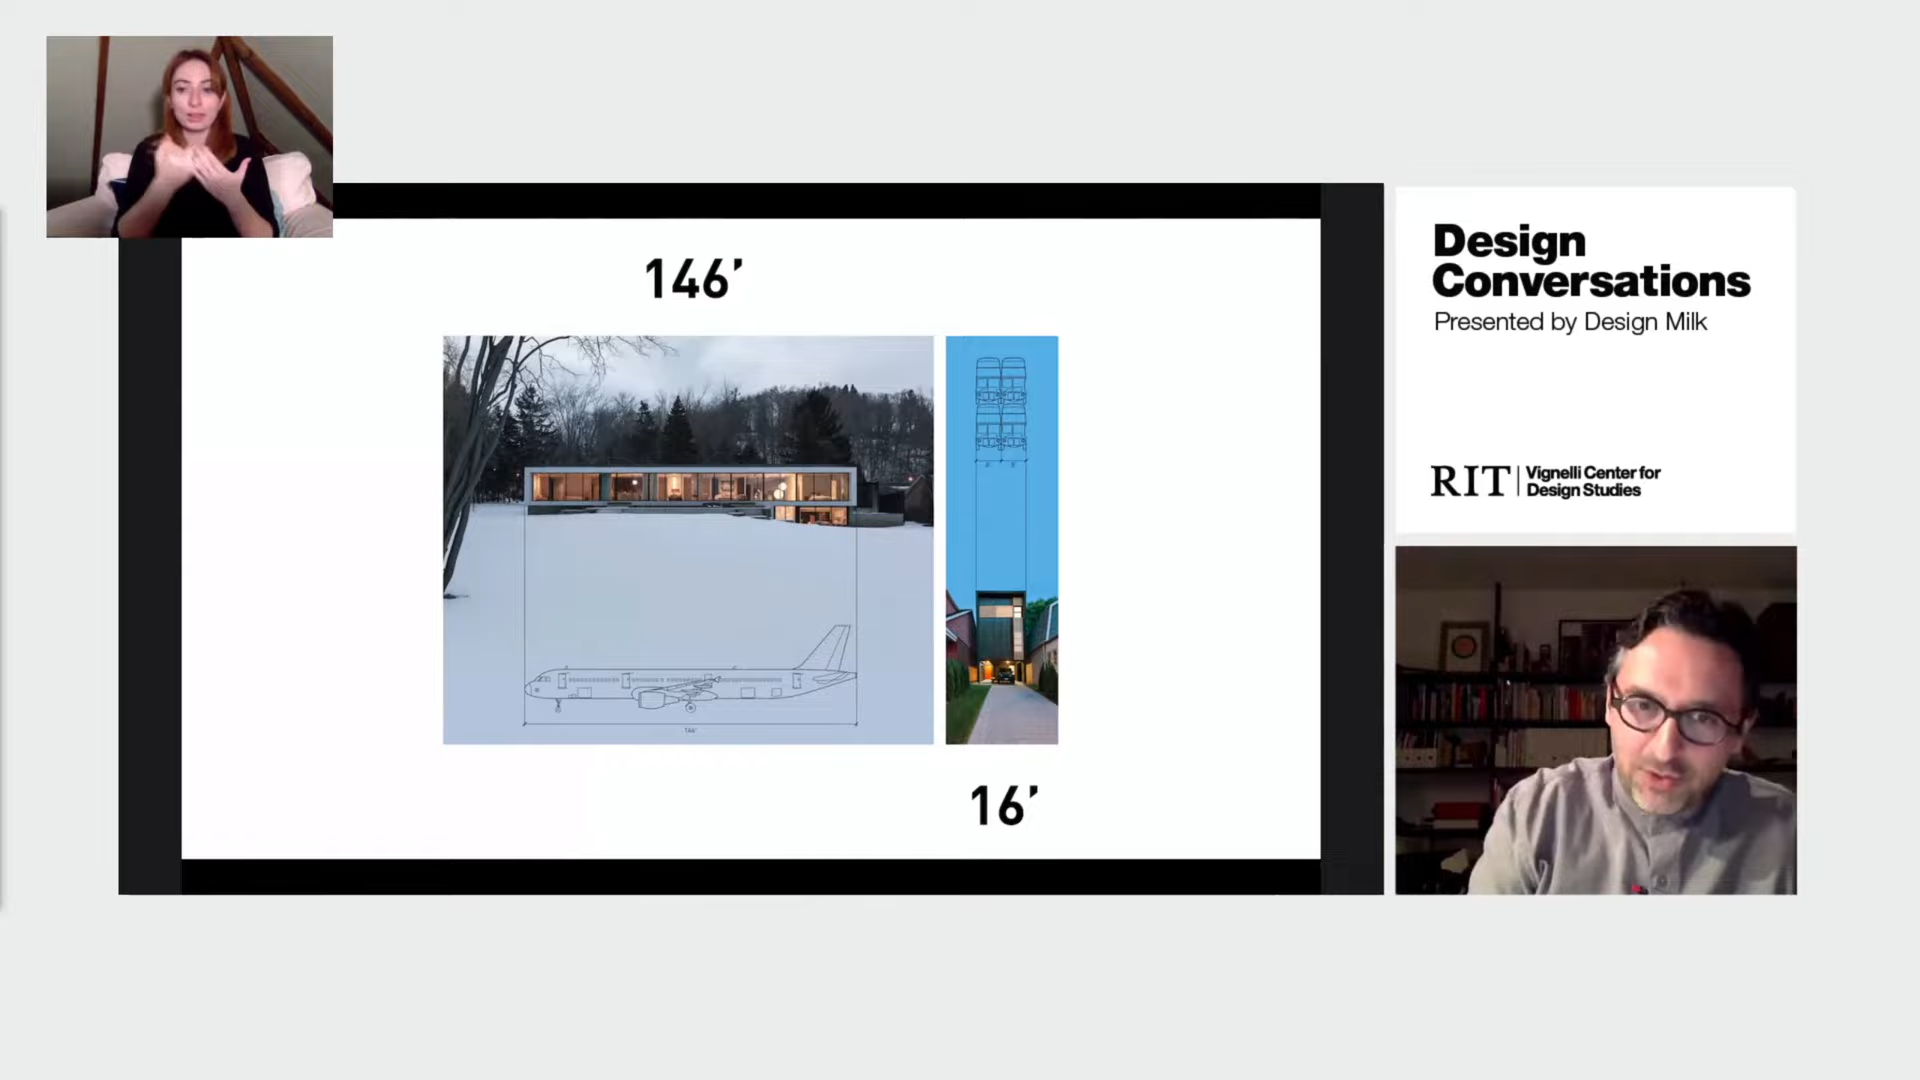 146’
16’
Design
Conversations
Presented by Design Milk
RIT
Vignelli Center for
Design Studies